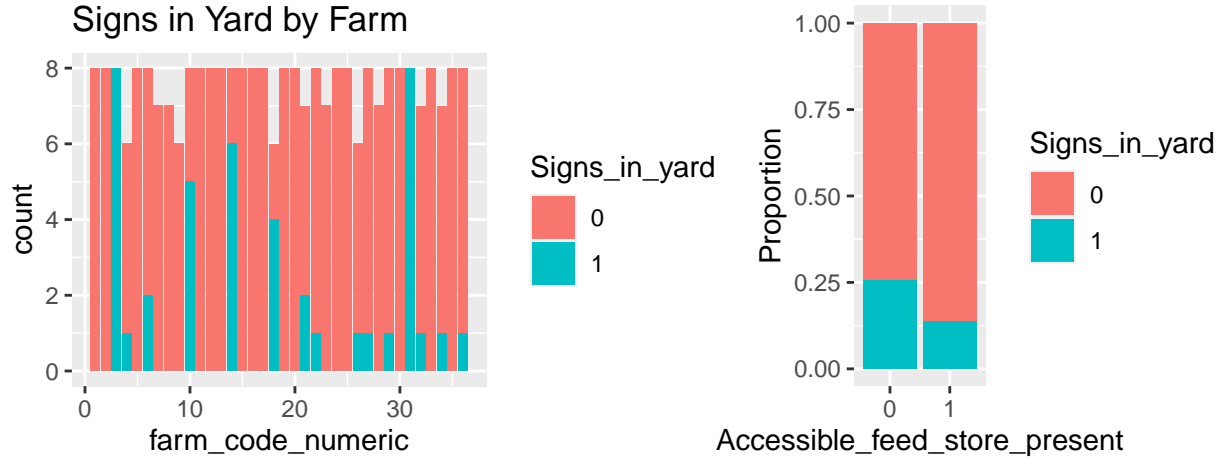 Signs in Yard by Farm
8
6
4
2
0
count
0 10 20 30
farm_code_numeric
Signs_in_yard
0
1
1.00
0.75
0.50
0.25
0.00
Proportion
0 1
Accessible_feed_store_present
Signs_in_yard
0
1